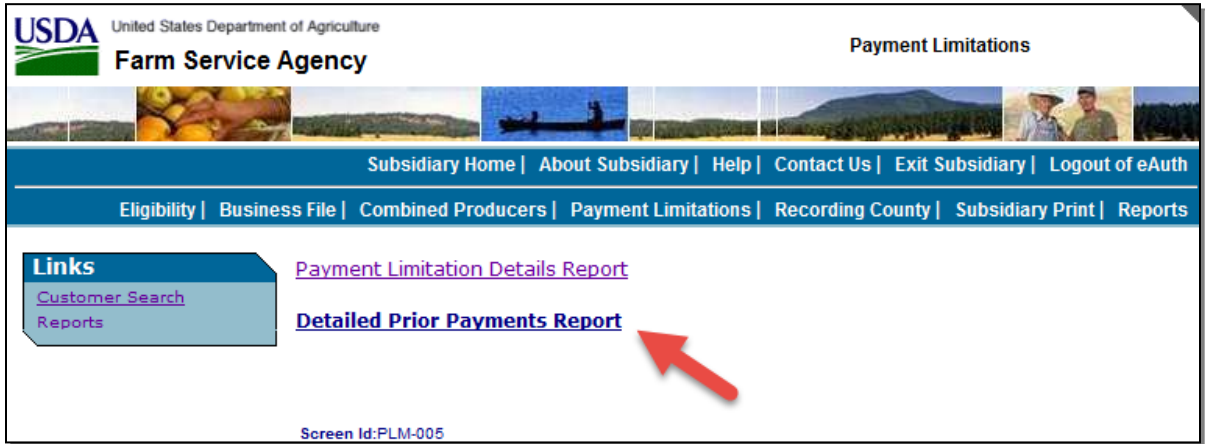 USDA United States Department of Agriculture
Farm Service Agency
Payment Limitations
Subsidiary Home | About Subsidiary | Help | Contact Us | Exit Subsidiary | Logout of eAuth
Eligibility | Business File | Combined Producers | Payment Limitations | Recording County | Subsidiary Print | Reports
Links
Customer Search
Reports
Payment Limitation Details Report
Detailed Prior Payments Report
Screen Id:PLM-005